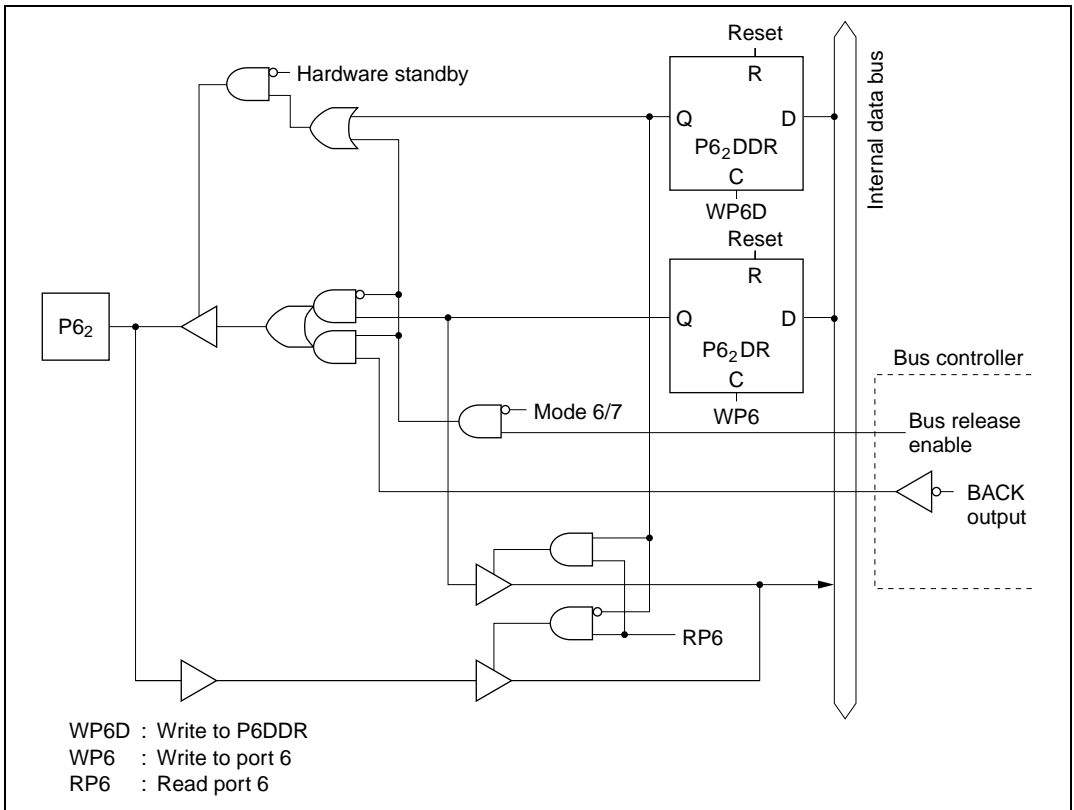 Reset
Hardware standby
R
Q
D
P6₂DDR
C
WP6D
Internal data bus
Reset
R
P6₂
Q
D
P6₂DR
C
WP6
Bus controller
Mode 6/7
Bus release
enable
BACK
output
RP6
WP6D : Write to P6DDR
WP6 : Write to port 6
RP6 : Read port 6